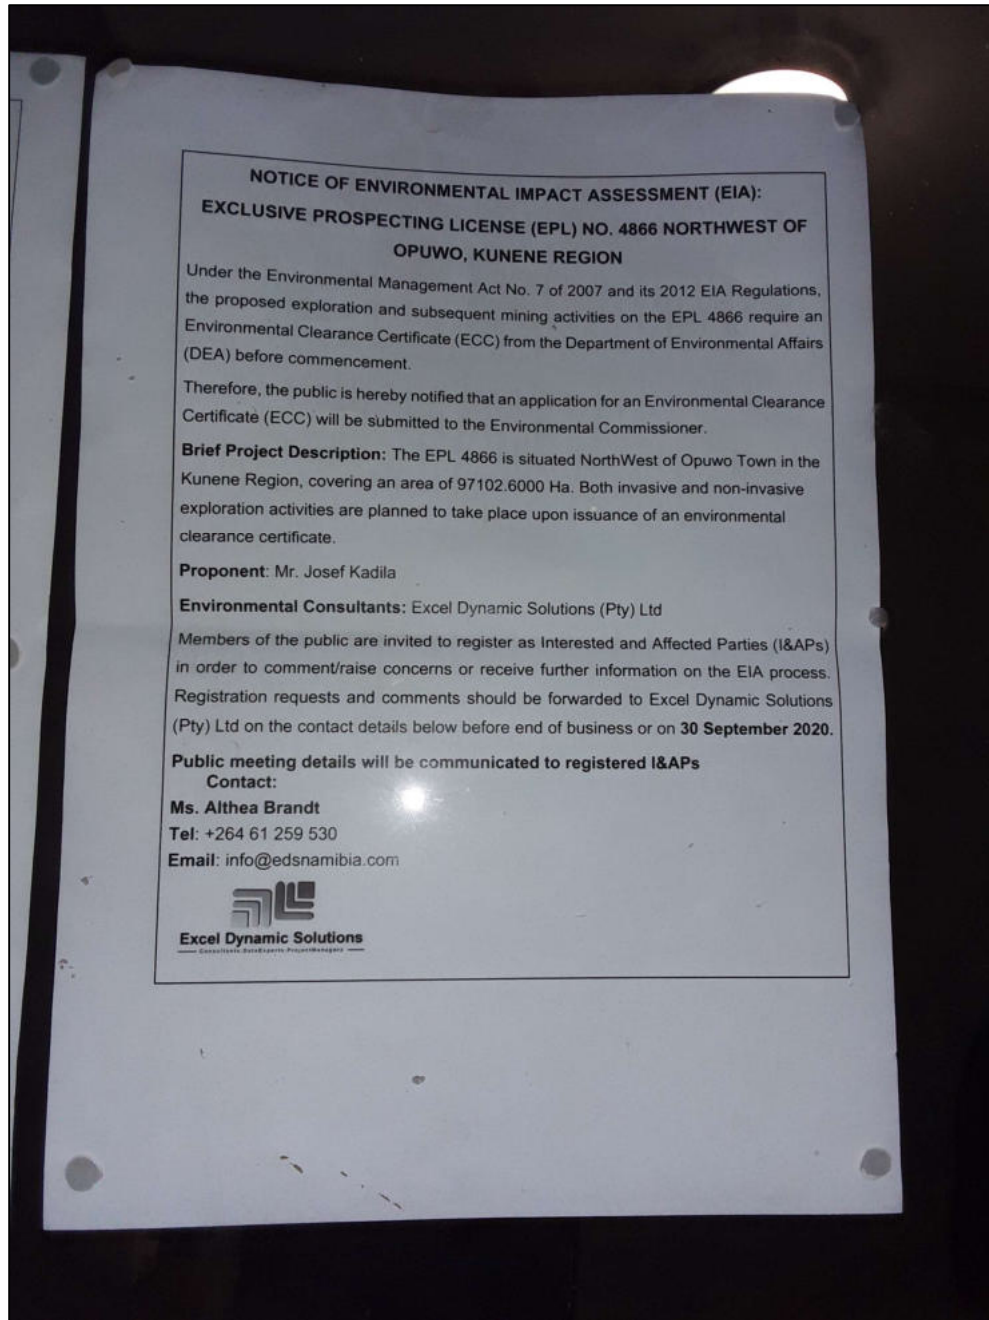 NOTICE OF ENVIRONMENTAL IMPACT ASSESSMENT (EIA):
EXCLUSIVE PROSPECTING LICENSE (EPL) NO. 4866 NORTHWEST OF
OPUWO, KUNENE REGION
Under the Environmental Management Act No. 7 of 2007 and its 2012 EIA Regulations,
the proposed exploration and subsequent mining activities on the EPL 4866 require an
Environmental Clearance Certificate (ECC) from the Department of Environmental Affairs
(DEA) before commencement.
Therefore, the public is hereby notified that an application for an Environmental Clearance
Certificate (ECC) will be submitted to the Environmental Commissioner.
Brief Project Description: The EPL 4866 is situated NorthWest of Opuwo Town in the
Kunene Region, covering an area of 97102.6000 Ha. Both invasive and non-invasive
exploration activities are planned to take place upon issuance of an environmental
clearance certificate.
Proponent: Mr. Josef Kadila
Environmental Consultants: Excel Dynamic Solutions (Pty) Ltd
Members of the public are invited to register as Interested and Affected Parties (I&APs)
in order to comment/raise concerns or receive further information on the EIA process.
Registration requests and comments should be forwarded to Excel Dynamic Solutions
(Pty) Ltd on the contact details below before end of business or on 30 September 2020.
Public meeting details will be communicated to registered I&APs
Contact:
Ms. Althea Brandt
Tel: +264 61 259 530
Email: info@edsnamibia.com
Excel Dynamic Solutions